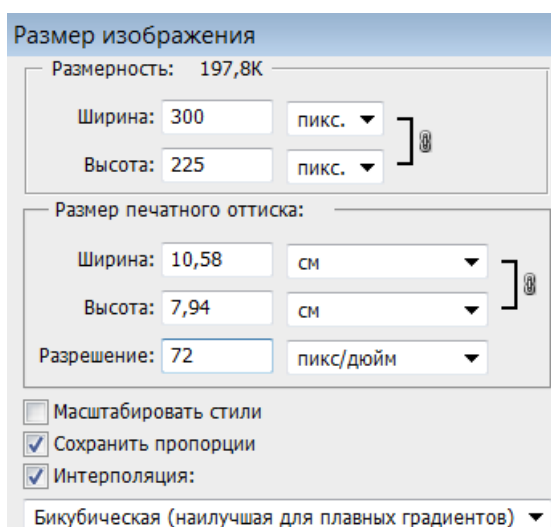 Размер изображения
Размерность: 197,8K
Ширина: 300 пикс.
Высота: 225 пикс.
Размер печатного оттиска:
Ширина: 10,58 см
Высота: 7,94 см
Разрешение: 72 пикс/дюйм
Масштабировать стили
Сохранить пропорции
Интерполяция:
Бикубическая (наилучшая для плавных градиентов)